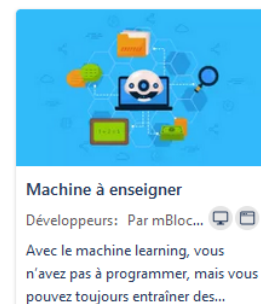 Machine à enseigner
Développeurs: Par mBloc...
Avec le machine learning, vous
n'avez pas à programmer, mais vous
pouvez toujours entraîner des...